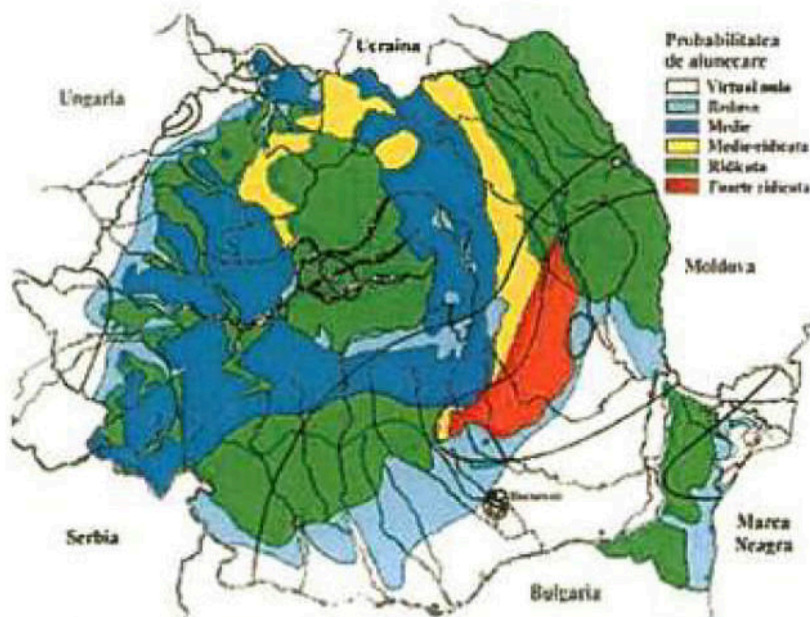 Ucraina
Ungaria
Probabilitatea
de alunecare
Virtual nula
Redusa
Medie
Medie-ridicata
Ridicata
Foarte ridicata
Moldova
Bucuresti
Serbia
Marea
Neagra
Bulgaria